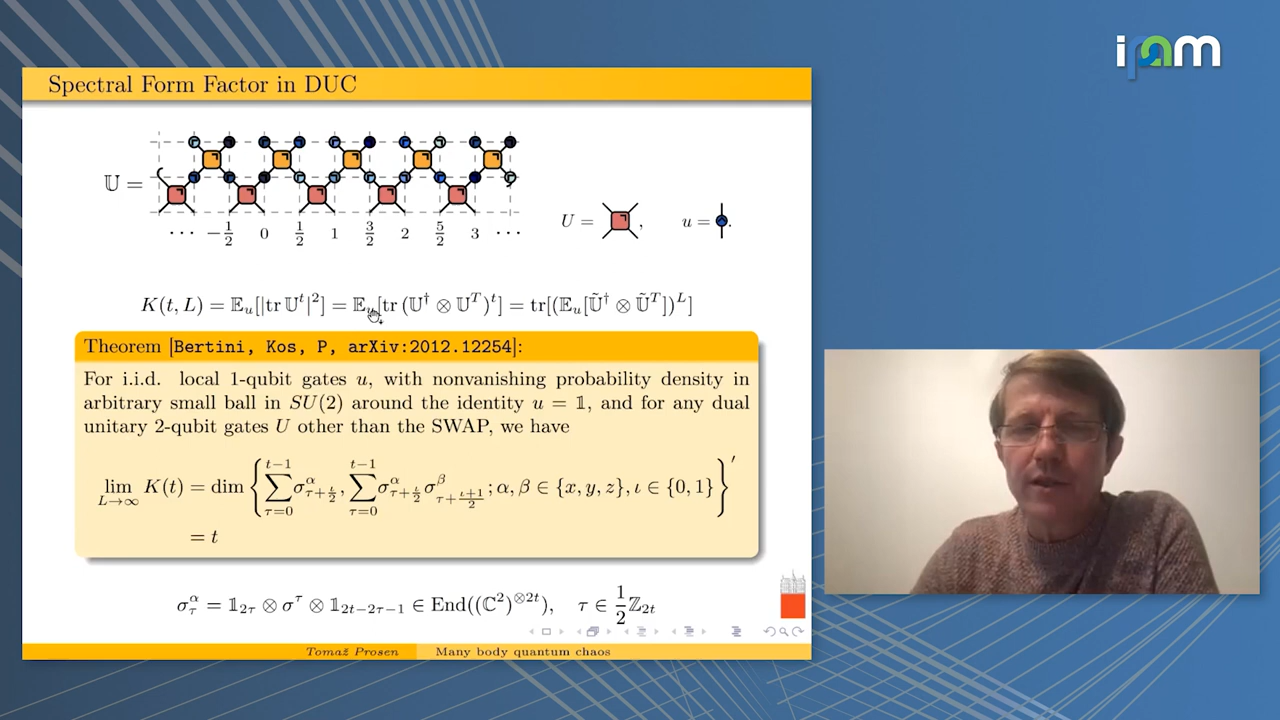 ipam
Spectral Form Factor in DUC
𝕌 =
U = , u = .
⋯ −1/2 0 1/2 1 3/2 2 5/2 3 ⋯
K(t, L) = 𝔼_u[|tr 𝕌^t|^2] = 𝔼_u[tr (𝕌^† ⊗ 𝕌^T)^t] = tr[(𝔼_u[Ũ^† ⊗ Ũ^T])^L]
Theorem [Bertini, Kos, P, arXiv:2012.12254]:
For i.i.d. local 1-qubit gates u, with nonvanishing probability density in
arbitrary small ball in SU(2) around the identity u = 𝟙, and for any dual
unitary 2-qubit gates U other than the SWAP, we have
lim_{L→∞} K(t) = dim { ∑_{τ=0}^{t−1} σ^α_{τ+ι/2}, ∑_{τ=0}^{t−1} σ^α_{τ+ι/2} σ^β_{τ+(ι+1)/2}; α, β ∈ {x, y, z}, ι ∈ {0, 1} }′
= t
σ^α_τ = 𝟙_{2τ} ⊗ σ^τ ⊗ 𝟙_{2t−2τ−1} ∈ End((ℂ^2)^{⊗2t}), τ ∈ 1/2 ℤ_{2t}
Tomaž Prosen Many body quantum chaos